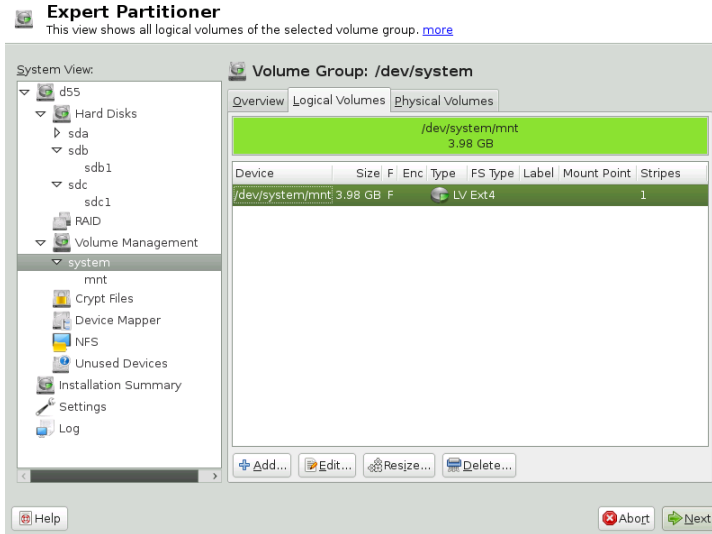 Expert Partitioner
This view shows all logical volumes of the selected volume group. more
System View:
d55
Hard Disks
sda
sdb
sdb1
sdc
sdc1
RAID
Volume Management
system
mnt
Crypt Files
Device Mapper
NFS
Unused Devices
Installation Summary
Settings
Log
Volume Group: /dev/system
Overview Logical Volumes Physical Volumes
/dev/system/mnt
3.98 GB
Device Size F Enc Type FS Type Label Mount Point Stripes
/dev/system/mnt 3.98 GB F LV Ext4 1
Add... Edit... Resize... Delete...
Help Abort Next